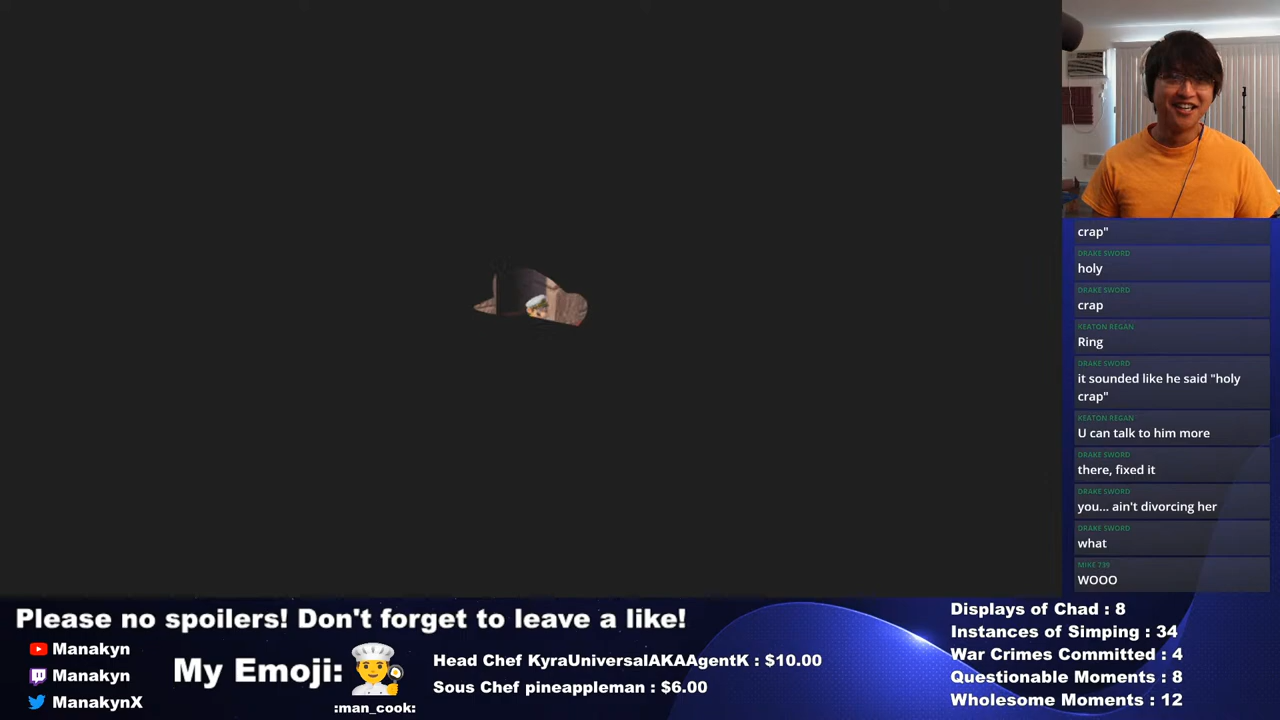 crap"
DRAKE SWORD
holy
DRAKE SWORD
crap
KEATON REGAN
Ring
DRAKE SWORD
it sounded like he said "holy
crap"
KEATON REGAN
U can talk to him more
DRAKE SWORD
there, fixed it
DRAKE SWORD
you... ain't divorcing her
DRAKE SWORD
what
MIKE 739
WOOO
Please no spoilers! Don't forget to leave a like!
Manakyn
Manakyn
ManakynX
My Emoji:
:man_cook:
Head Chef KyraUniversalAKAAgentK : $10.00
Sous Chef pineappleman : $6.00
Displays of Chad : 8
Instances of Simping : 34
War Crimes Committed : 4
Questionable Moments : 8
Wholesome Moments : 12